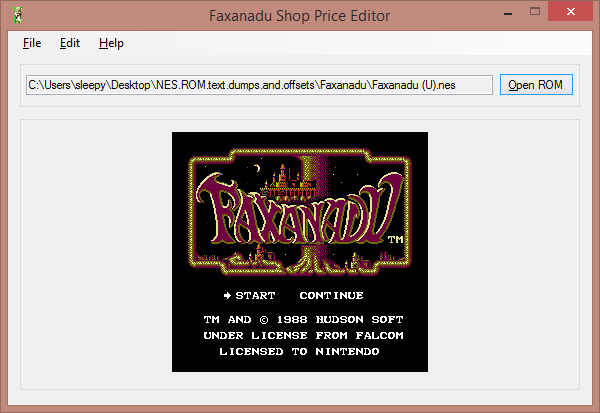 Faxanadu Shop Price Editor
File Edit Help
C:\Users\sleepy\Desktop\NES.ROM.text.dumps.and.offsets\Faxanadu\Faxanadu (U).nes Open ROM
FAXANADU TM
START CONTINUE
TM AND © 1988 HUDSON SOFT
UNDER LICENSE FROM FALCOM
LICENSED TO NINTENDO